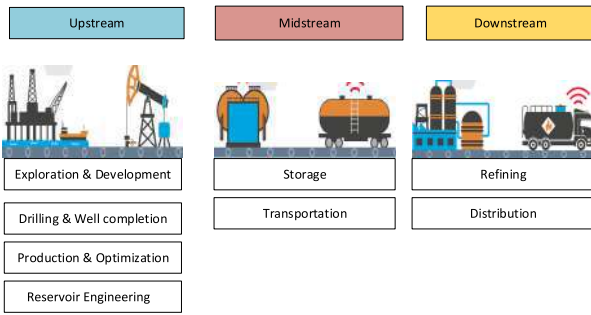 Upstream
Midstream
Downstream
Exploration & Development
Storage
Refining
Drilling & Well completion
Transportation
Distribution
Production & Optimization
Reservoir Engineering